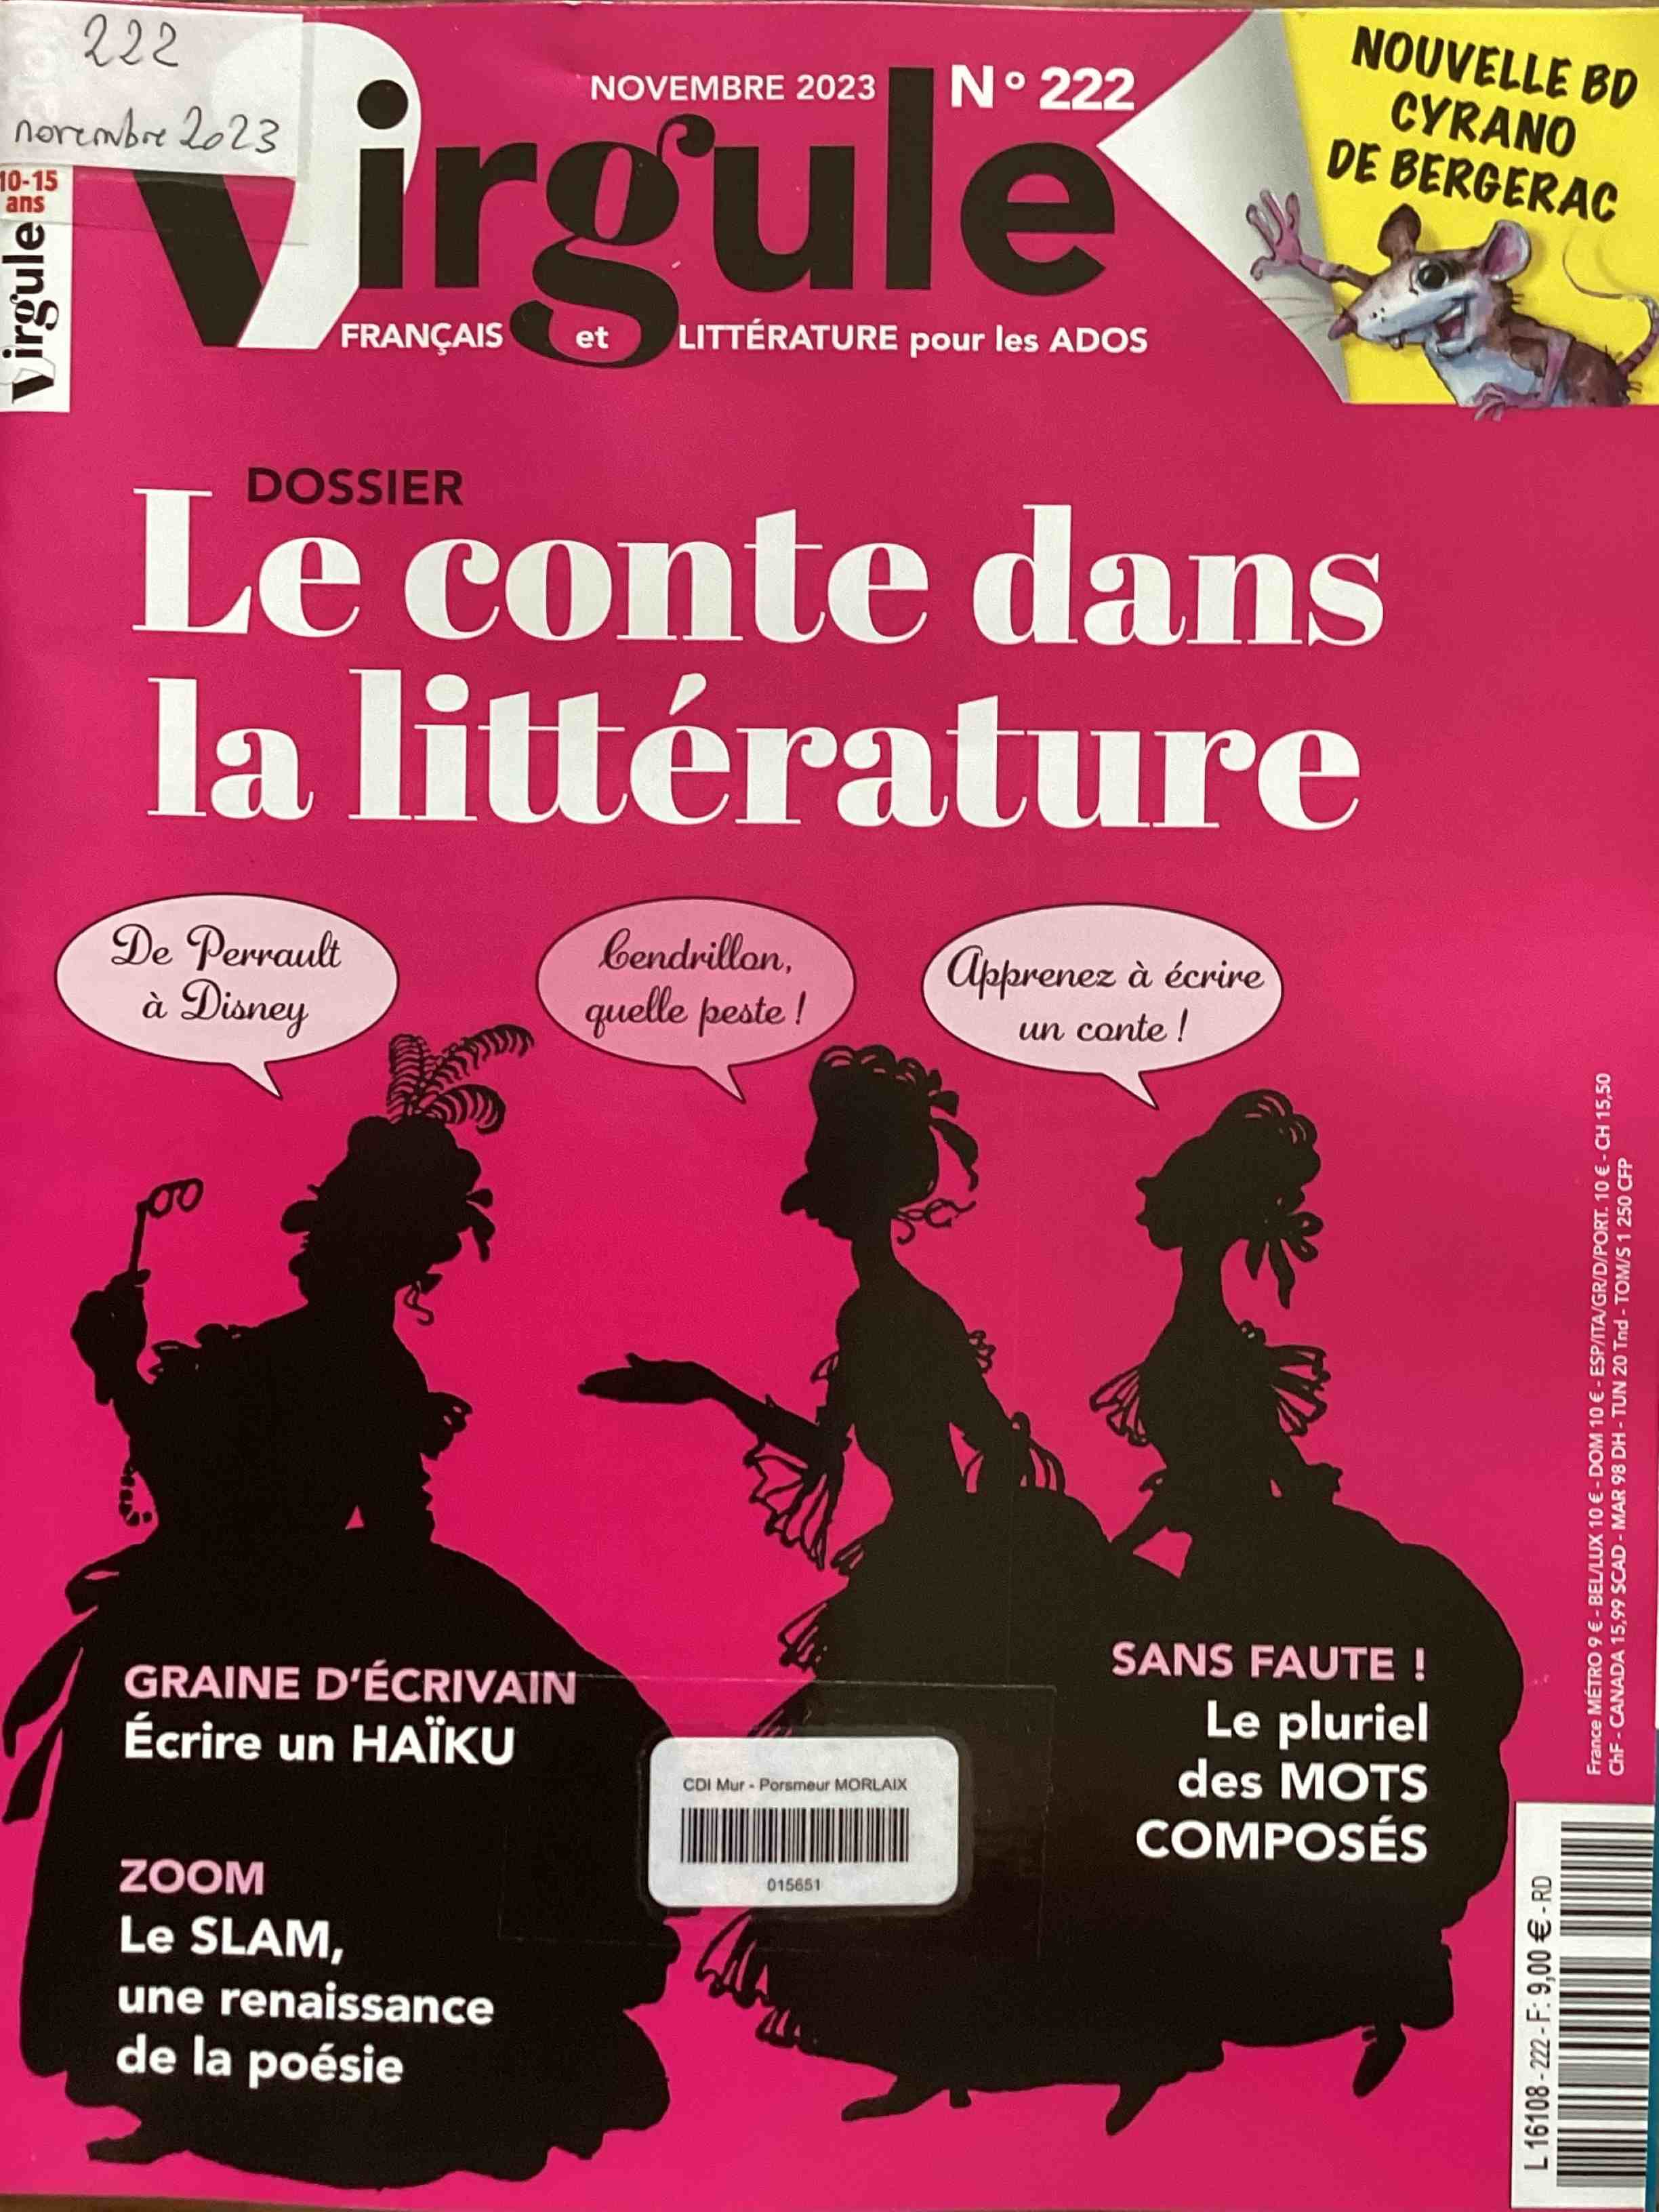 222
novembre 2023
10-15
ans
Virgule
NOVEMBRE 2023
N° 222
Virgule
FRANÇAIS et LITTÉRATURE pour les ADOS
NOUVELLE BD
CYRANO
DE BERGERAC
DOSSIER
Le conte dans
la littérature
De Perrault
à Disney
Cendrillon,
quelle peste !
Apprenez à écrire
un conte !
GRAINE D'ÉCRIVAIN
Écrire un HAÏKU
ZOOM
Le SLAM,
une renaissance
de la poésie
CDI Mur - Porsmeur MORLAIX
015651
SANS FAUTE !
Le pluriel
des MOTS
COMPOSÉS
France MÉTRO 9 € - BEL/LUX 10 € - DOM 10 € - ESP/ITA/GR/D/PORT. 10 € - CH 15,50
ChF - CANADA 15,99 $CAD - MAR 98 DH - TUN 20 Tnd - TOM/S 1 250 CFP
L 16108 - 222 - F: 9,00 € - RD